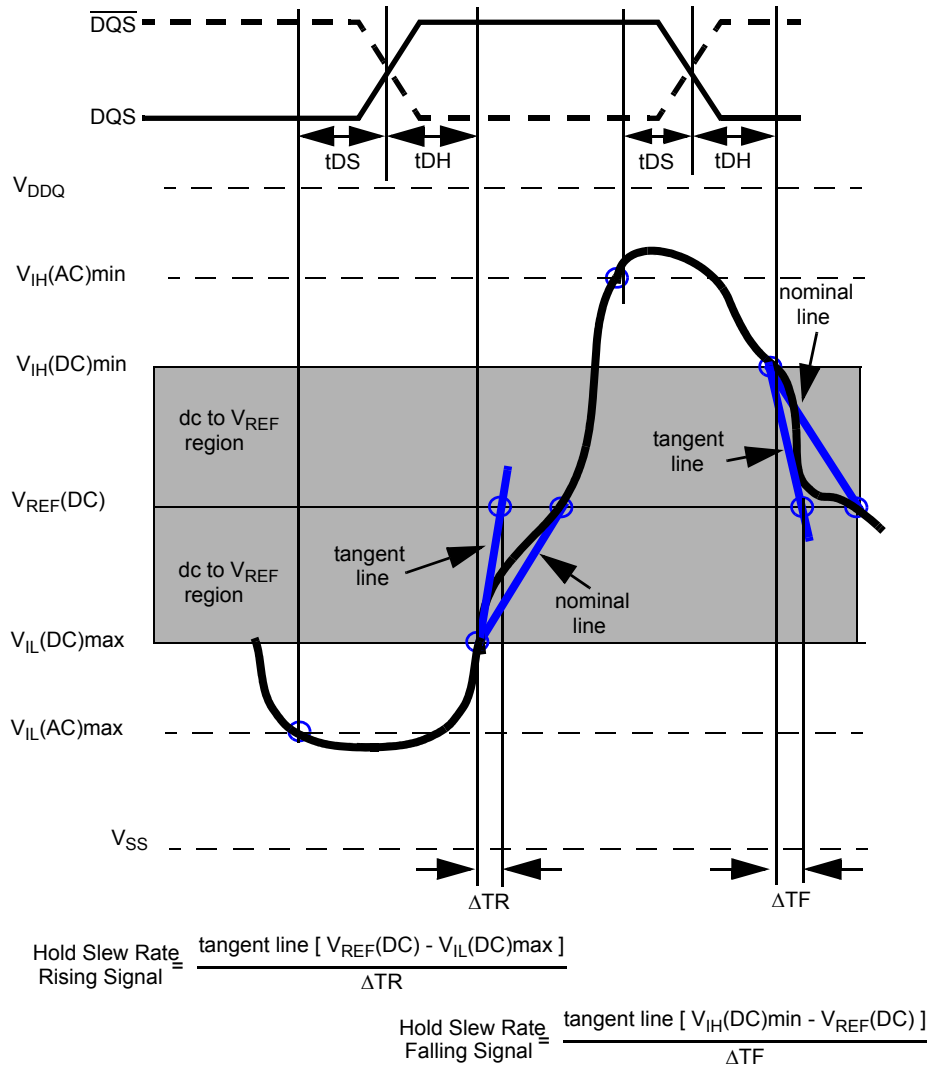 DQS
DQS
tDS
tDH
tDS
tDH
VDDQ
VIH(AC)min
nominal
line
VIH(DC)min
dc to VREF
region
tangent
line
VREF(DC)
tangent
line
dc to VREF
region
nominal
line
VIL(DC)max
VIL(AC)max
VSS
ΔTR
ΔTF
Hold Slew Rate
Rising Signal
=
tangent line [ VREF(DC) - VIL(DC)max ]
ΔTR
Hold Slew Rate
Falling Signal
=
tangent line [ VIH(DC)min - VREF(DC) ]
ΔTF